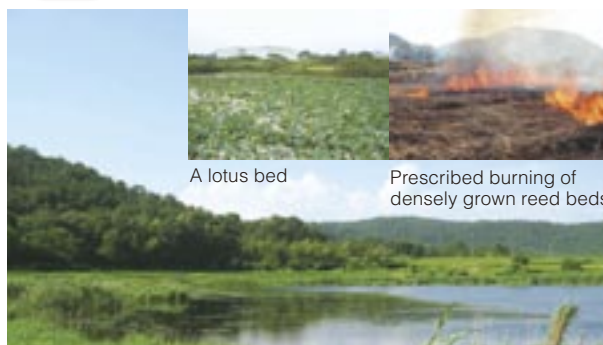 A lotus bed
Prescribed burning of
densely grown reed beds